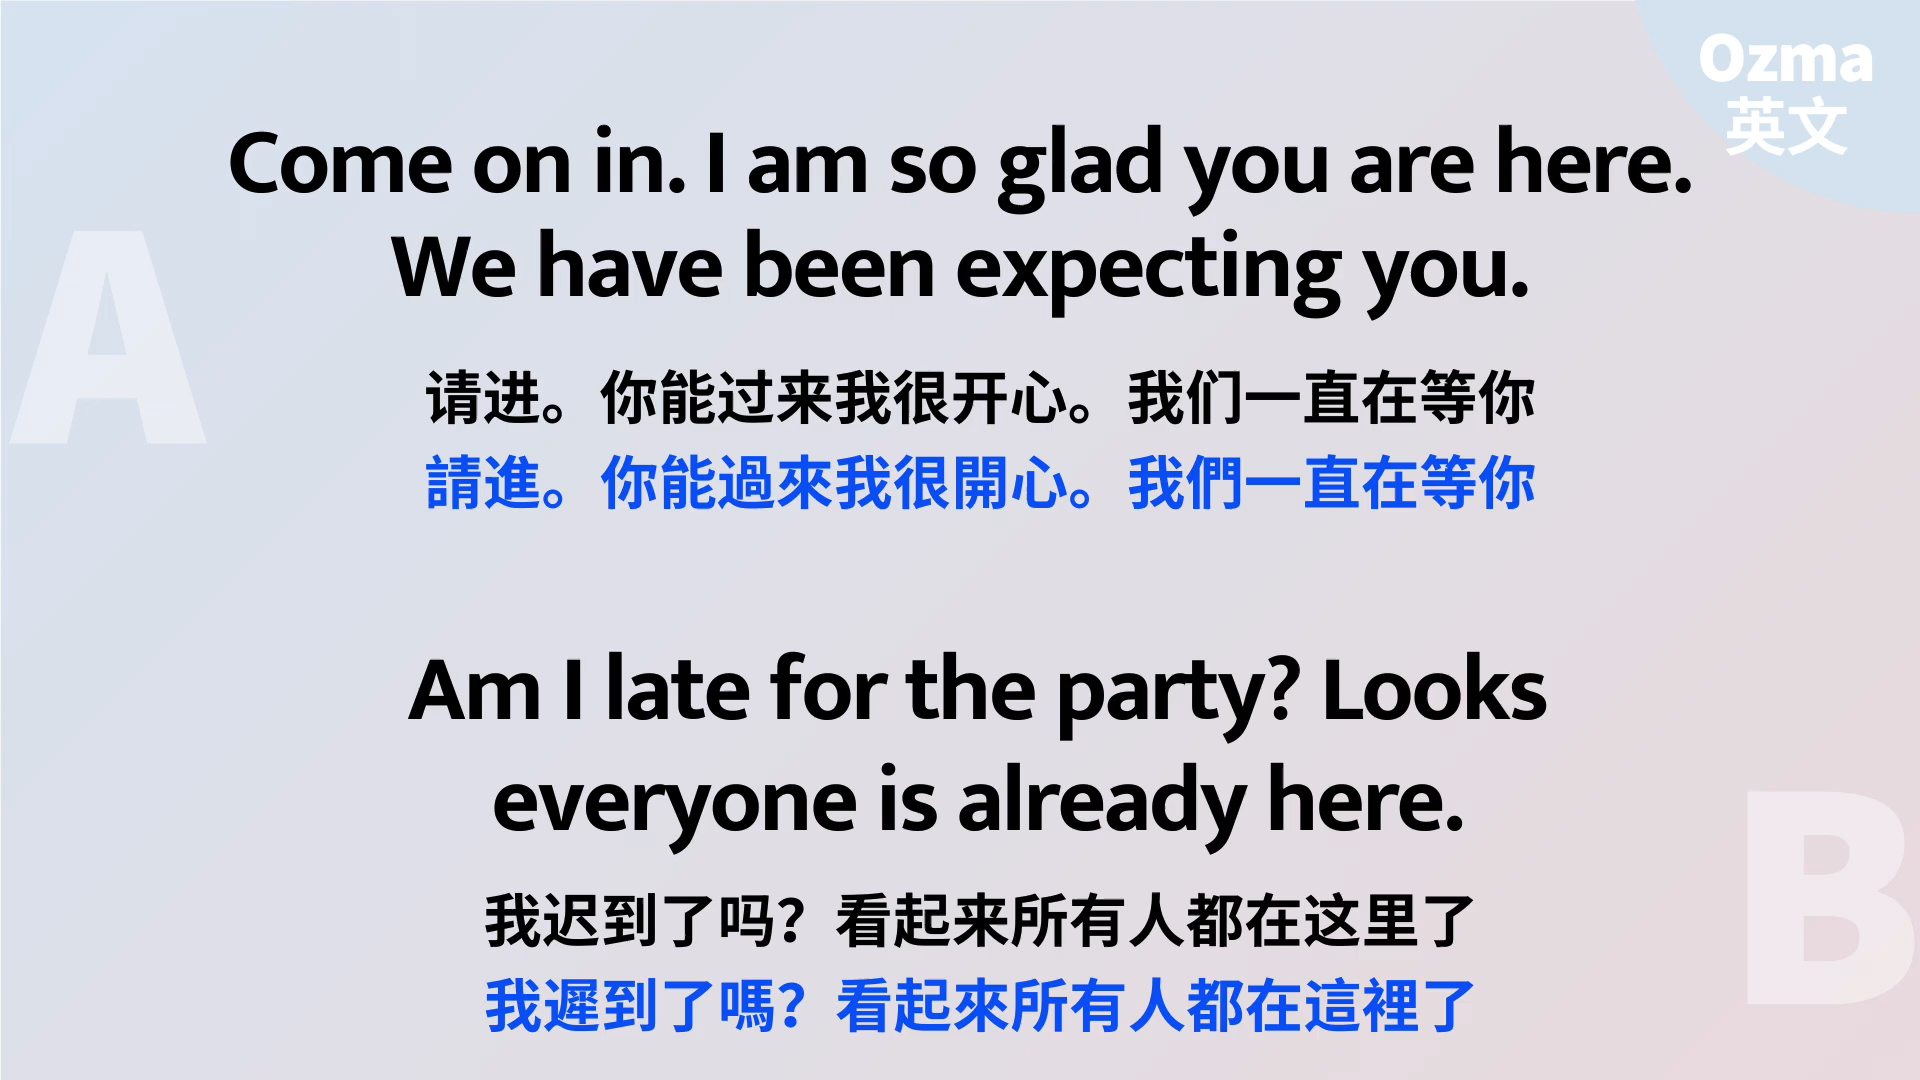 Ozma
英文
A
Come on in. I am so glad you are here.
We have been expecting you.
请进。你能过来我很开心。我们一直在等你
請進。你能過來我很開心。我們一直在等你
Am I late for the party? Looks
everyone is already here.
B
我迟到了吗？看起来所有人都在这里了
我遲到了嗎？看起來所有人都在這裡了